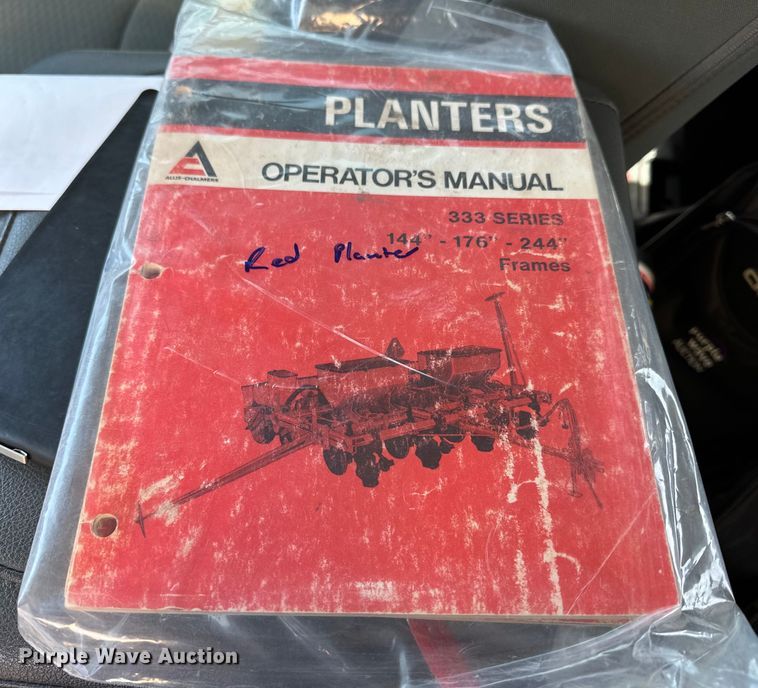 PLANTERS
ALLIS-CHALMERS
OPERATOR'S MANUAL
333 SERIES
144" - 176" - 244"
Frames
Red Planter
Purple Wave Auction